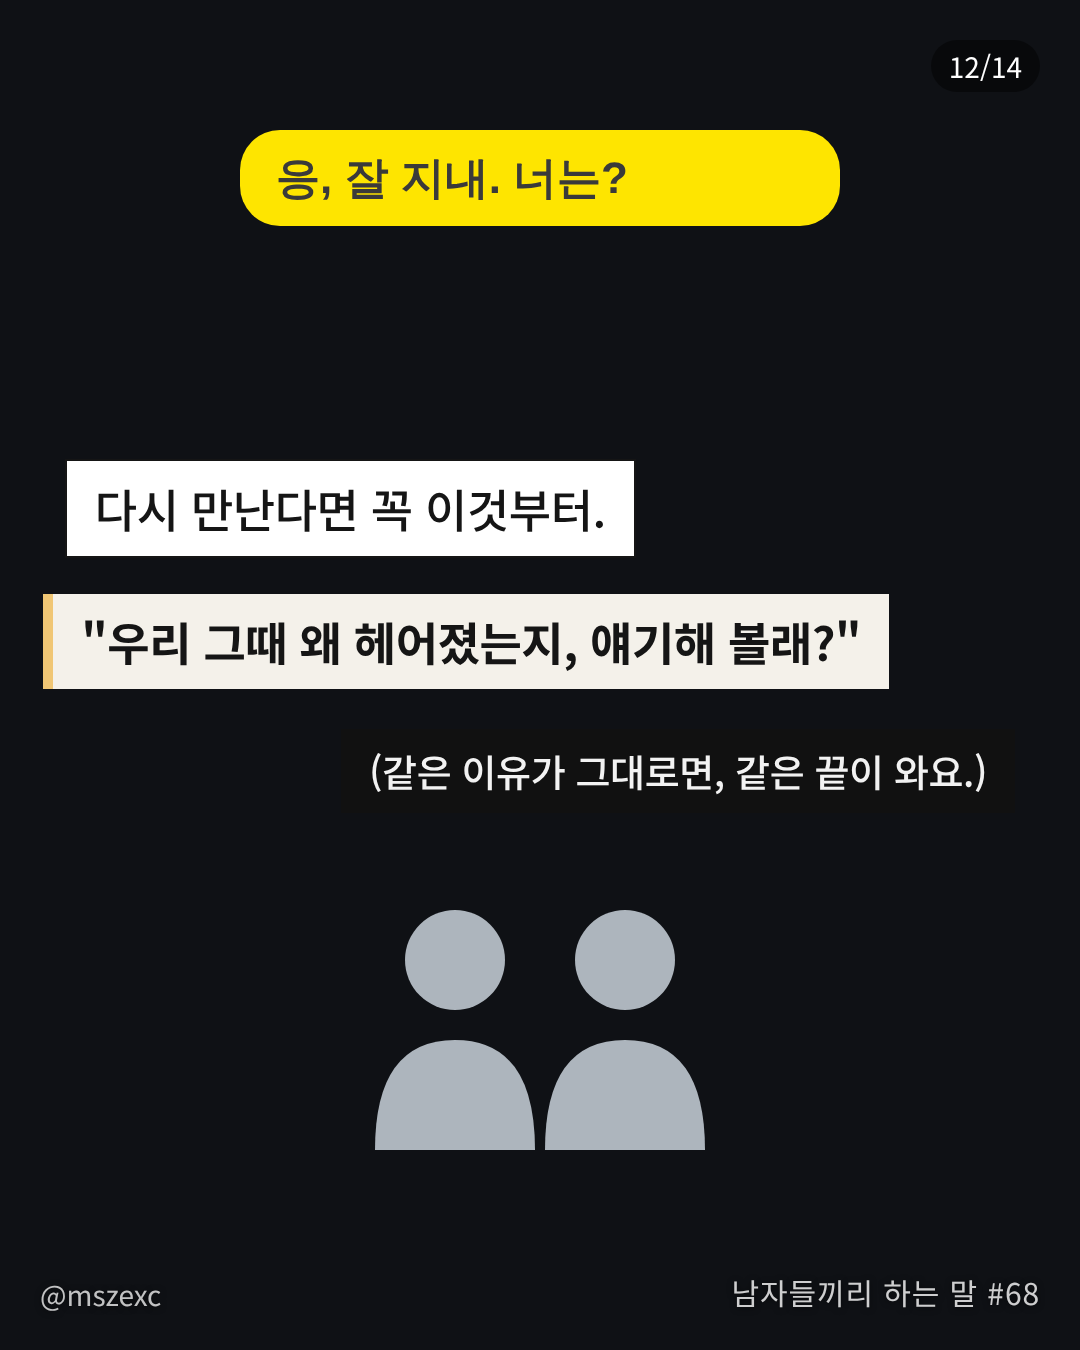 12/14
응, 잘 지내. 너는?
다시 만난다면 꼭 이것부터.
"우리 그때 왜 헤어졌는지, 얘기해 볼래?"
(같은 이유가 그대로면, 같은 끝이 와요.)
@mszexc
남자들끼리 하는 말 #68